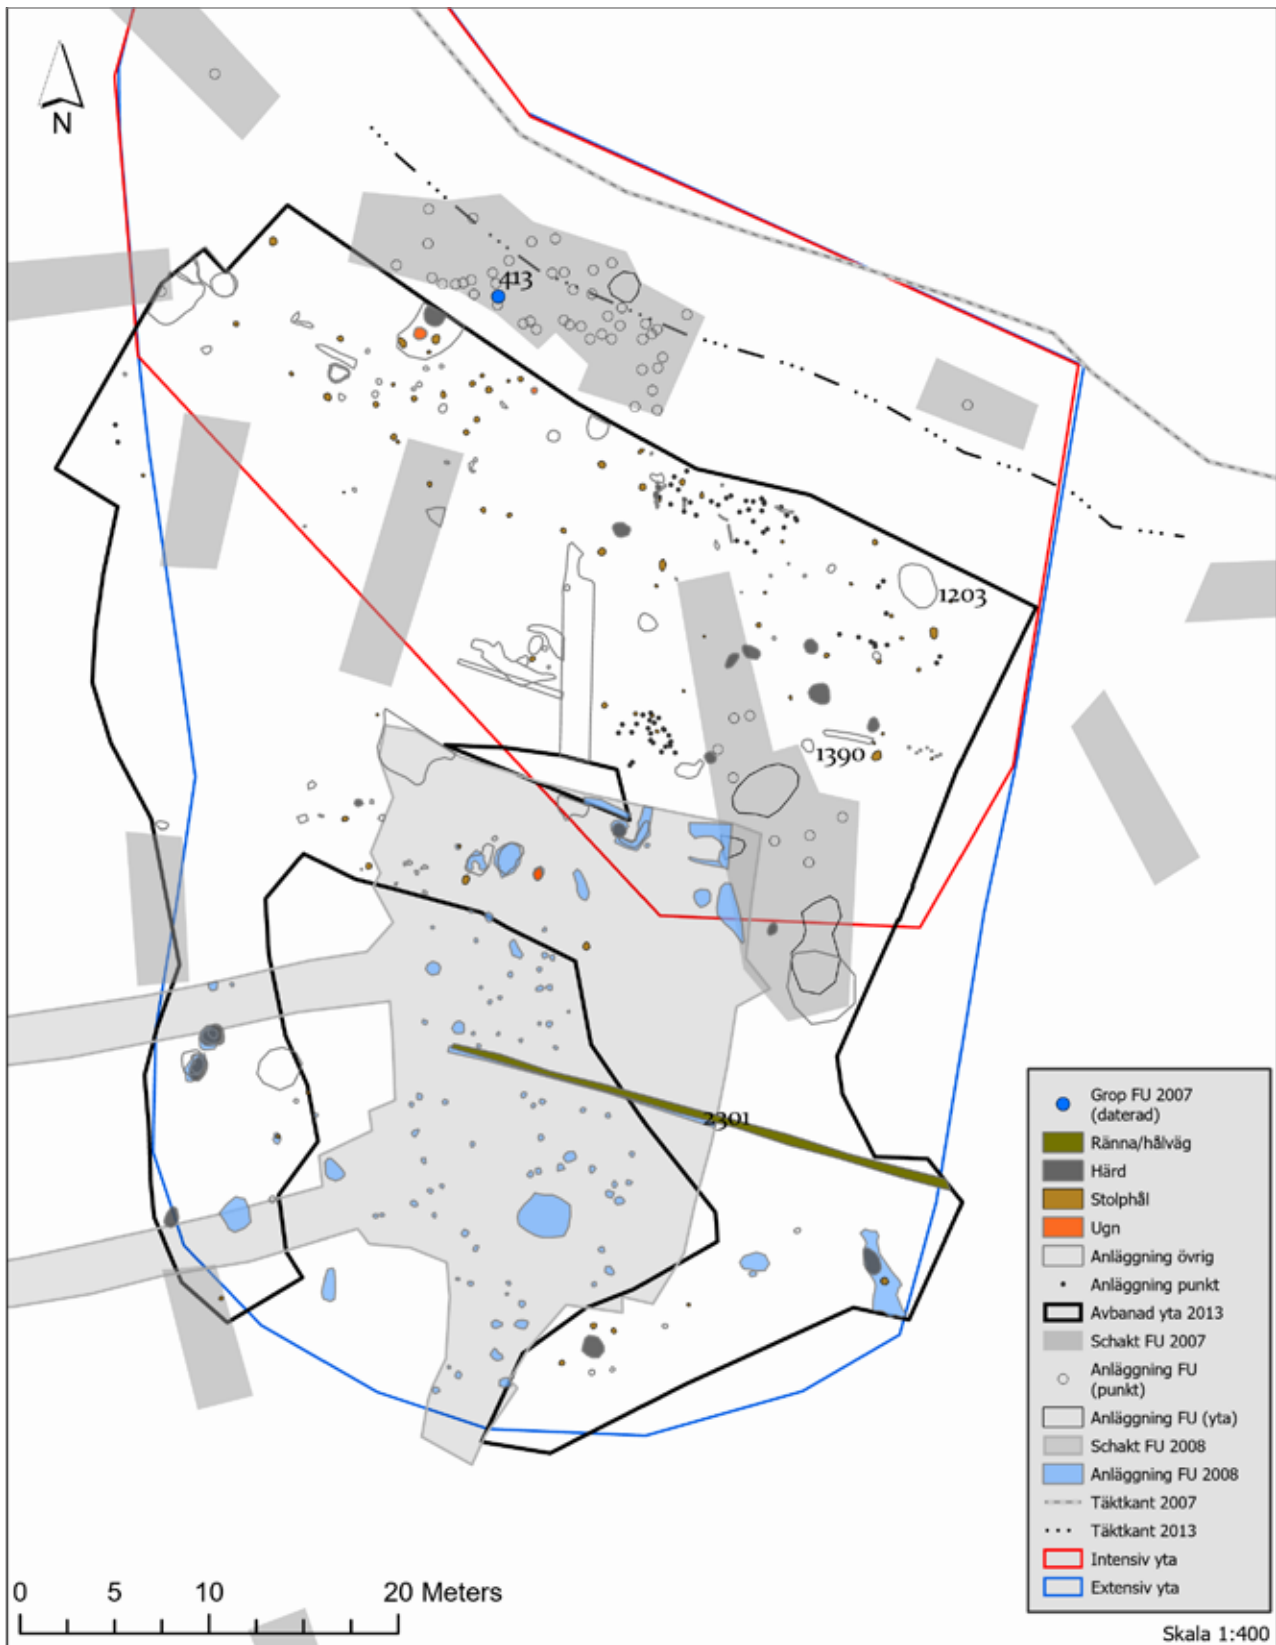 N
413
1203
1390
2301
Grop FU 2007
(daterad)
Ränna/hålväg
Härd
Stolphål
Ugn
Anläggning övrig
Anläggning punkt
Avbanad yta 2013
Schakt FU 2007
Anläggning FU
(punkt)
Anläggning FU (yta)
Schakt FU 2008
Anläggning FU 2008
Täktkant 2007
Täktkant 2013
Intensiv yta
Extensiv yta
0 5 10 20 Meters
Skala 1:400